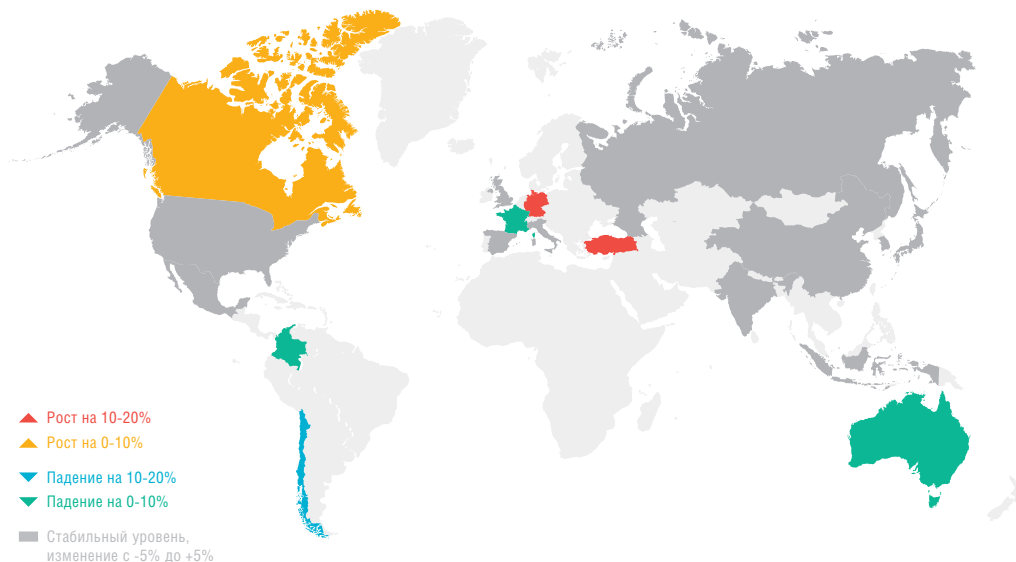 Рост на 10-20%
Рост на 0-10%
Падение на 10-20%
Падение на 0-10%
Стабильный уровень,
изменение с -5% до +5%